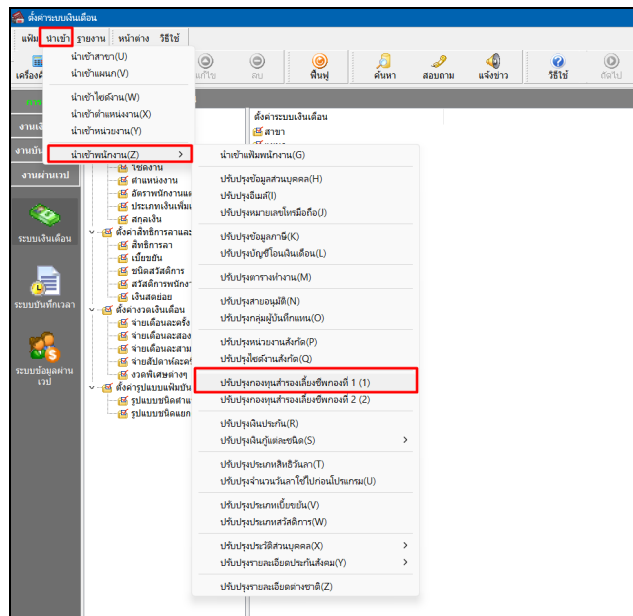 ตั้งค่าระบบเงินเดือน
แฟ้ม นำเข้า รายงาน หน้าต่าง วิธีใช้
แก้ไข ลบ ฟื้นฟู ค้นหา สอบถาม แจ้งข่าว วิธีใช้ ถัดไป
นำเข้าสาขา(U)
นำเข้าแผนก(V)
นำเข้าไซต์งาน(W)
นำเข้าตำแหน่งงาน(X)
นำเข้าหน่วยงาน(Y)
นำเข้าพนักงาน(Z)
งานผ่านเวป
ระบบเงินเดือน
ระบบบันทึกเวลา
ระบบข้อมูลผ่าน
เวป
ไซต์งาน
ตำแหน่งงาน
อัตราพนักงานแ
ประเภทเงินเพิ่มเ
สกุลเงิน
ตั้งค่าสิทธิการลาและ
สิทธิการลา
เบี้ยขยัน
ชนิดสวัสดิการ
สวัสดิการพนักง
เงินสดย่อย
ตั้งค่างวดเงินเดือน
จ่ายเดือนละครั้ง
จ่ายเดือนละสอง
จ่ายเดือนละสาม
จ่ายสัปดาห์ละคร
งวดพิเศษต่างๆ
ตั้งค่ารูปแบบแฟ้มบัน
รูปแบบชนิดตำแ
รูปแบบชนิดแยก
ตั้งค่าระบบเงินเดือน
สาขา
นำเข้าแฟ้มพนักงาน(G)
ปรับปรุงข้อมูลส่วนบุคคล(H)
ปรับปรุงอีเมล์(I)
ปรับปรุงหมายเลขโทรมือถือ(J)
ปรับปรุงข้อมูลภาษี(K)
ปรับปรุงบัญชีโอนเงินเดือน(L)
ปรับปรุงตารางทำงาน(M)
ปรับปรุงสายอนุมัติ(N)
ปรับปรุงกลุ่มผู้บันทึกแทน(O)
ปรับปรุงหน่วยงานสังกัด(P)
ปรับปรุงไซต์งานสังกัด(Q)
ปรับปรุงกองทุนสำรองเลี้ยงชีพกองที่ 1 (1)
ปรับปรุงกองทุนสำรองเลี้ยงชีพกองที่ 2 (2)
ปรับปรุงเงินประกัน(R)
ปรับปรุงเงินกู้แต่ละชนิด(S)
ปรับปรุงประเภทสิทธิวันลา(T)
ปรับปรุงจำนวนวันลาใช้ไปก่อนโปรแกรม(U)
ปรับปรุงประเภทเบี้ยขยัน(V)
ปรับปรุงประเภทสวัสดิการ(W)
ปรับปรุงประวัติส่วนบุคคล(X)
ปรับปรุงรายละเอียดประกันสังคม(Y)
ปรับปรุงรายละเอียดต่างชาติ(Z)